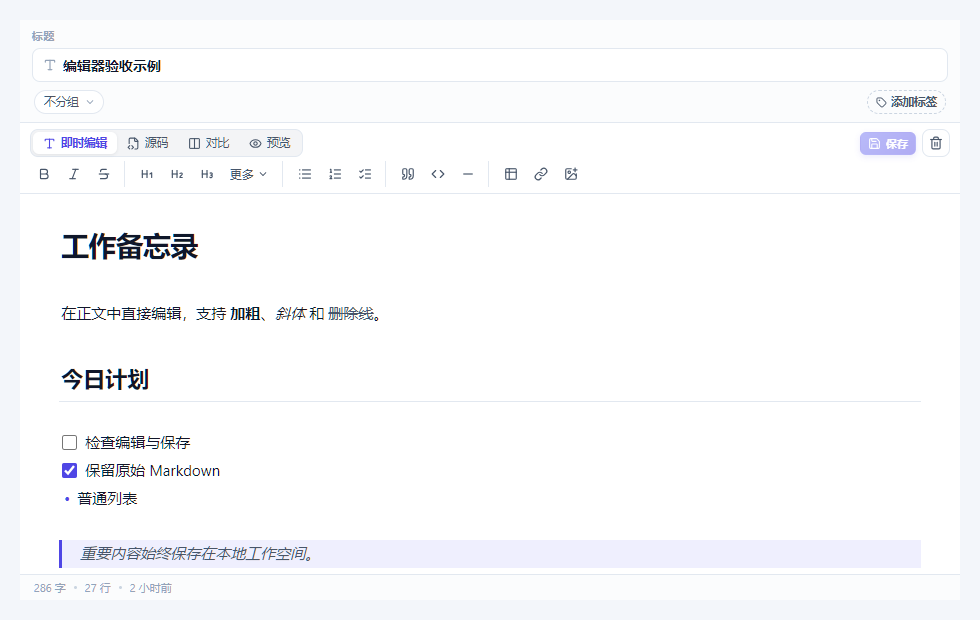 标题
编辑器验收示例
不分组
添加标签
即时编辑 源码 对比 预览 保存
B I S H1 H2 H3 更多
工作备忘录
在正文中直接编辑，支持 加粗、斜体 和 删除线。
今日计划
检查编辑与保存
保留原始 Markdown
• 普通列表
重要内容始终保存在本地工作空间。
286 字 • 27 行 • 2 小时前